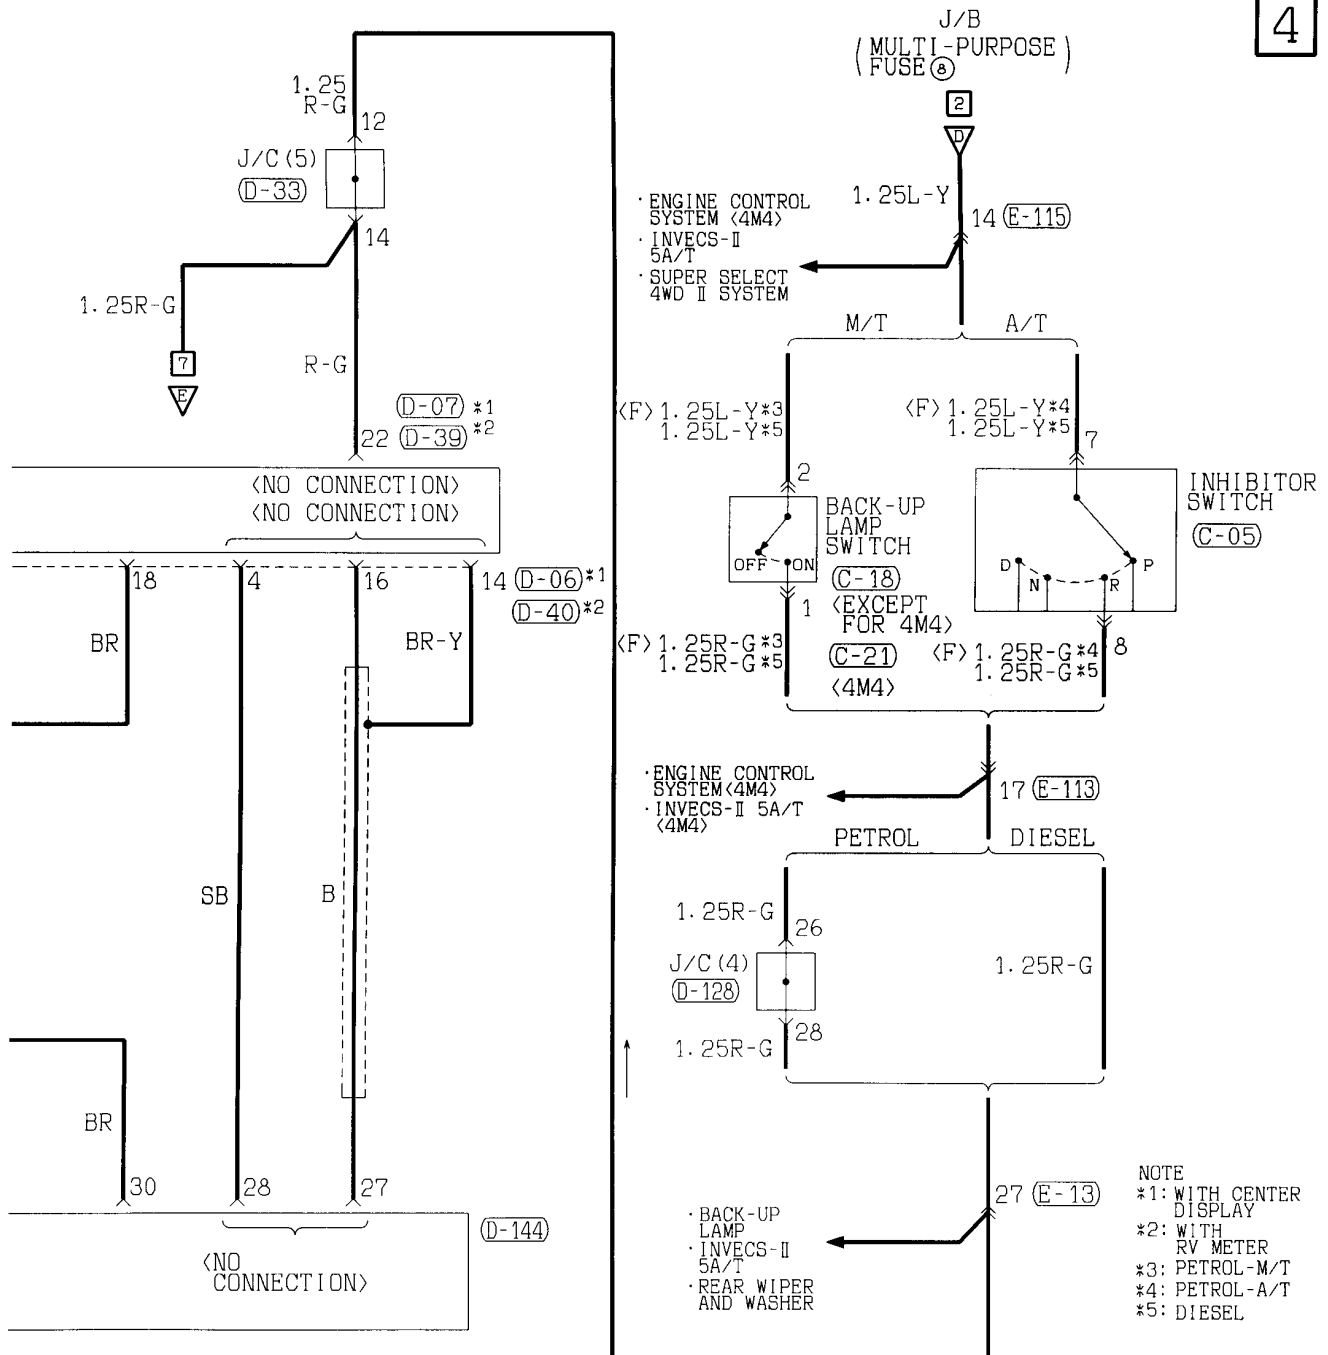 4
J/B
(MULTI-PURPOSE
FUSE ⑧)
2
D
1.25
R-G
12
J/C (5)
D-33
14
1.25R-G
7
E
R-G
D-07 *1
22 D-39 *2
<NO CONNECTION>
<NO CONNECTION>
18
4
16
14 D-06 *1
D-40 *2
BR
BR-Y
SB
B
BR
30
28
27
D-144
<NO
CONNECTION>
1.25L-Y
14 E-115
·ENGINE CONTROL
SYSTEM <4M4>
·INVECS-Ⅱ
5A/T
·SUPER SELECT
4WD Ⅱ SYSTEM
M/T
A/T
<F> 1.25L-Y*3
1.25L-Y*5
<F> 1.25L-Y*4
1.25L-Y*5
2
7
BACK-UP
LAMP
SWITCH
OFF
ON
C-18
<EXCEPT
FOR 4M4>
C-21
<4M4>
1
INHIBITOR
SWITCH
C-05
D
N
R
P
8
<F> 1.25R-G*3
1.25R-G*5
<F> 1.25R-G*4
1.25R-G*5
·ENGINE CONTROL
SYSTEM<4M4>
·INVECS-Ⅱ 5A/T
<4M4>
17 E-113
PETROL
DIESEL
1.25R-G
26
J/C (4)
D-128
28
1.25R-G
1.25R-G
27 E-13
·BACK-UP
LAMP
·INVECS-Ⅱ
5A/T
·REAR WIPER
AND WASHER
NOTE
*1: WITH CENTER
DISPLAY
*2: WITH
RV METER
*3: PETROL-M/T
*4: PETROL-A/T
*5: DIESEL